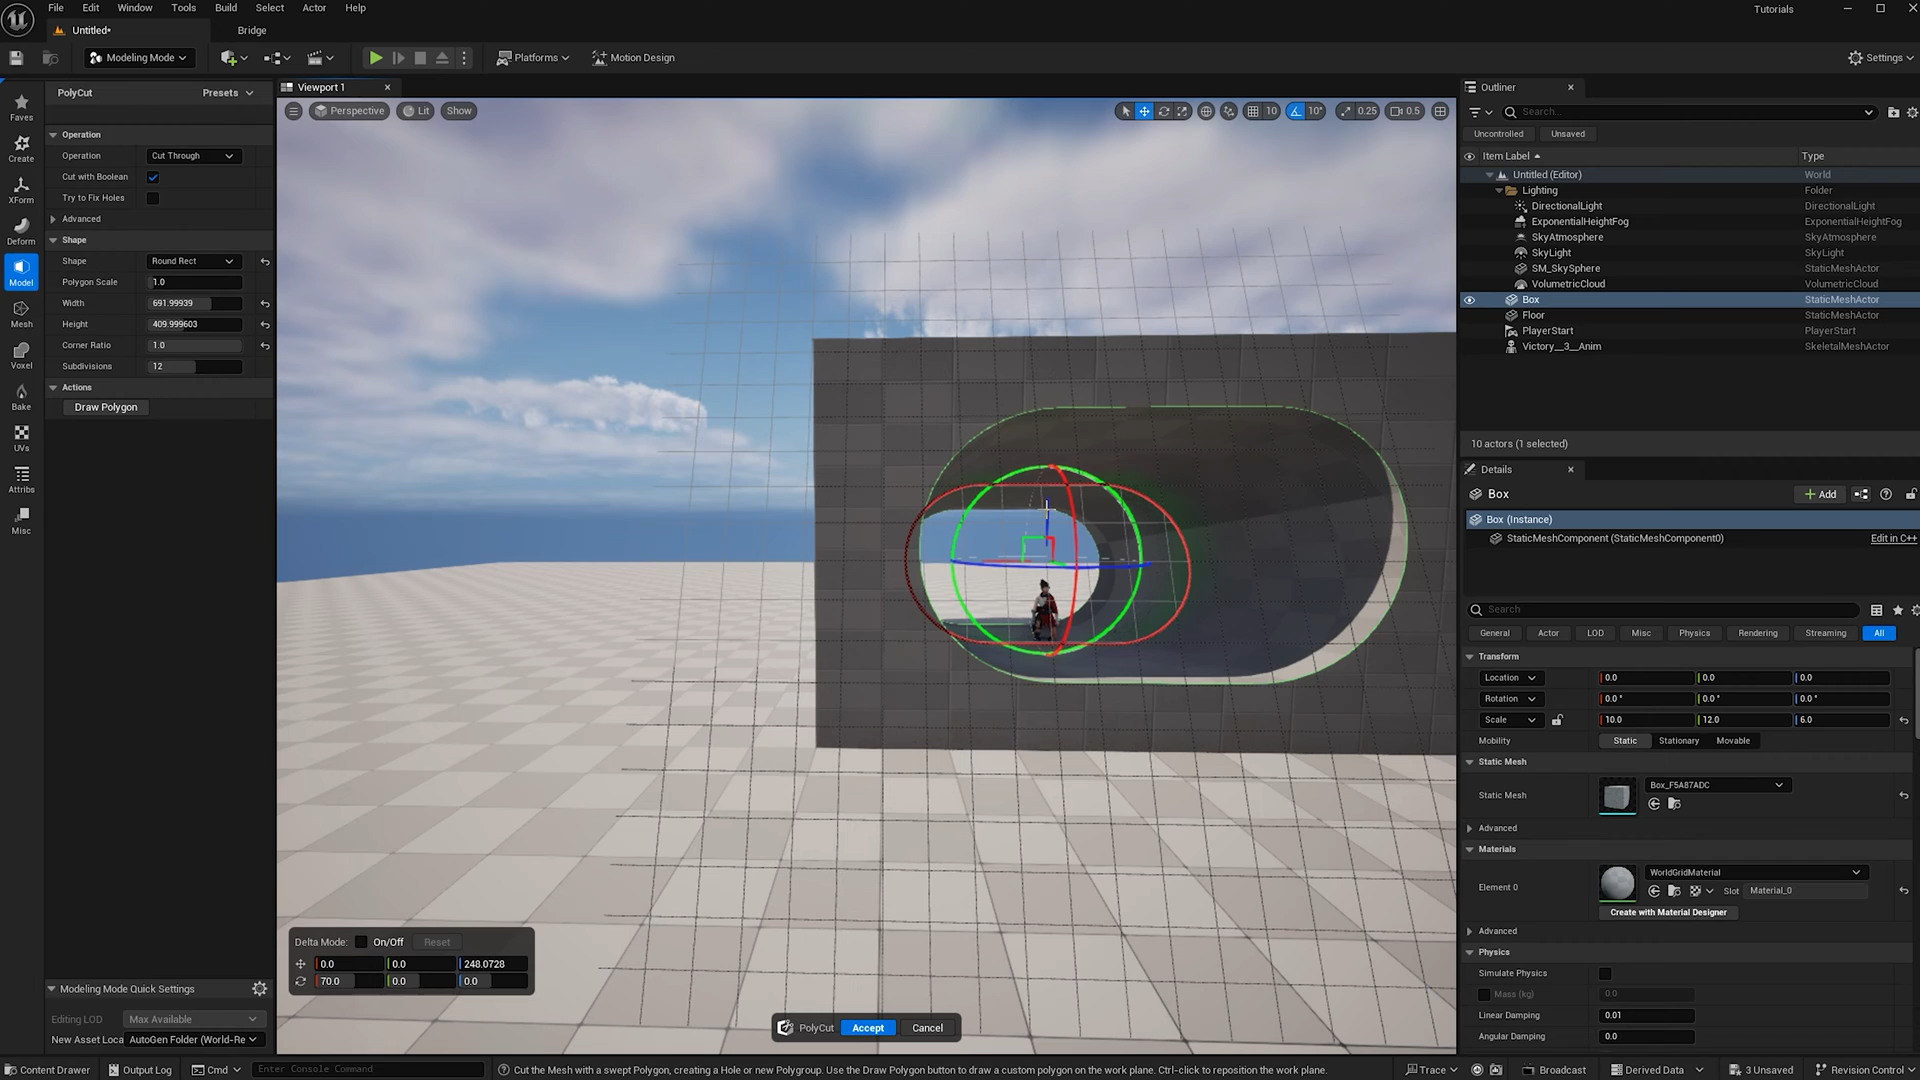 File Edit Window Tools Build Select Actor Help
Tutorials
Untitled•
Bridge
Modeling Mode
Platforms
Motion Design
Settings
PolyCut
Presets
Viewport 1
Outliner
Faves
Create
XForm
Deform
Model
Mesh
Voxel
Bake
UVs
Attribs
Misc
Operation
Operation Cut Through
Cut with Boolean
Try to Fix Holes
Advanced
Shape
Shape Round Rect
Polygon Scale 1.0
Width 691.99939
Height 409.999603
Corner Ratio 1.0
Subdivisions 12
Actions
Draw Polygon
Modeling Mode Quick Settings
Editing LOD Max Available
New Asset Loca AutoGen Folder (World-Re
Perspective Lit Show
10 10° 0.25 0.5
Delta Mode: On/Off Reset
0.0 0.0 248.0728
70.0 0.0 0.0
PolyCut Accept Cancel
Search...
Uncontrolled Unsaved
Item Label Type
Untitled (Editor) World
Lighting Folder
DirectionalLight DirectionalLight
ExponentialHeightFog ExponentialHeightFog
SkyAtmosphere SkyAtmosphere
SkyLight SkyLight
SM_SkySphere StaticMeshActor
VolumetricCloud VolumetricCloud
Box StaticMeshActor
Floor StaticMeshActor
PlayerStart PlayerStart
Victory__3__Anim SkeletalMeshActor
10 actors (1 selected)
Details
Box
Add
Box (Instance)
StaticMeshComponent (StaticMeshComponent0) Edit in C++
Search
General Actor LOD Misc Physics Rendering Streaming All
Transform
Location 0.0 0.0 0.0
Rotation 0.0 ° 0.0 ° 0.0 °
Scale 10.0 12.0 6.0
Mobility Static Stationary Movable
Static Mesh
Static Mesh Box_F5A87ADC
Advanced
Materials
Element 0 WorldGridMaterial
Slot Material_0
Create with Material Designer
Advanced
Physics
Simulate Physics
Mass (kg) 0.0
Linear Damping 0.01
Angular Damping 0.0
Content Drawer Output Log Cmd Enter Console Command
Cut the Mesh with a swept Polygon, creating a Hole or new Polygroup. Use the Draw Polygon button to draw a custom polygon on the work plane. Ctrl-click to reposition the work plane.
Trace Broadcast Derived Data 3 Unsaved Revision Control